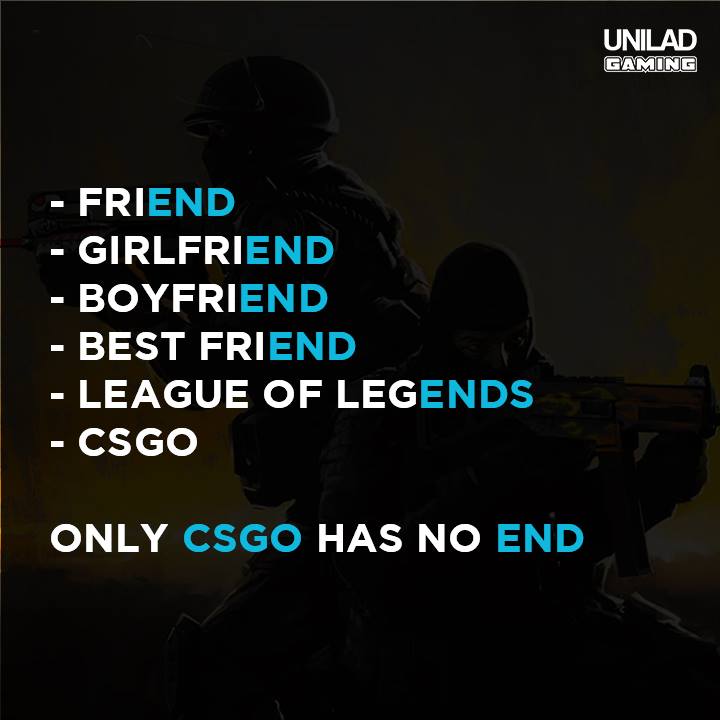 UNILAD
GAMING
- FRIEND
- GIRLFRIEND
- BOYFRIEND
- BEST FRIEND
- LEAGUE OF LEGENDS
- CSGO
ONLY CSGO HAS NO END